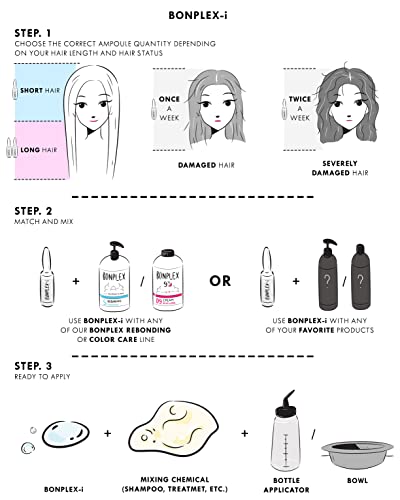 BONPLEX-i
STEP. 1
CHOOSE THE CORRECT AMPOULE QUANTITY DEPENDING
ON YOUR HAIR LENGTH AND HAIR STATUS
SHORT HAIR
LONG HAIR
ONCE
A
WEEK
DAMAGED HAIR
TWICE
A
WEEK
SEVERELY
DAMAGED HAIR
STEP. 2
MATCH AND MIX
BONPLEX-i
+
BONPLEX
/
BONPLEX
OR
BONPLEX-i
+
?
/
?
USE BONPLEX-i WITH ANY
OF OUR BONPLEX REBONDING
OR COLOR CARE LINE
USE BONPLEX-i WITH ANY
OF YOUR FAVORITE PRODUCTS
STEP. 3
READY TO APPLY
+
+
/
BONPLEX-i
MIXING CHEMICAL
(SHAMPOO, TREATMET, ETC.)
BOTTLE
APPLICATOR
BOWL